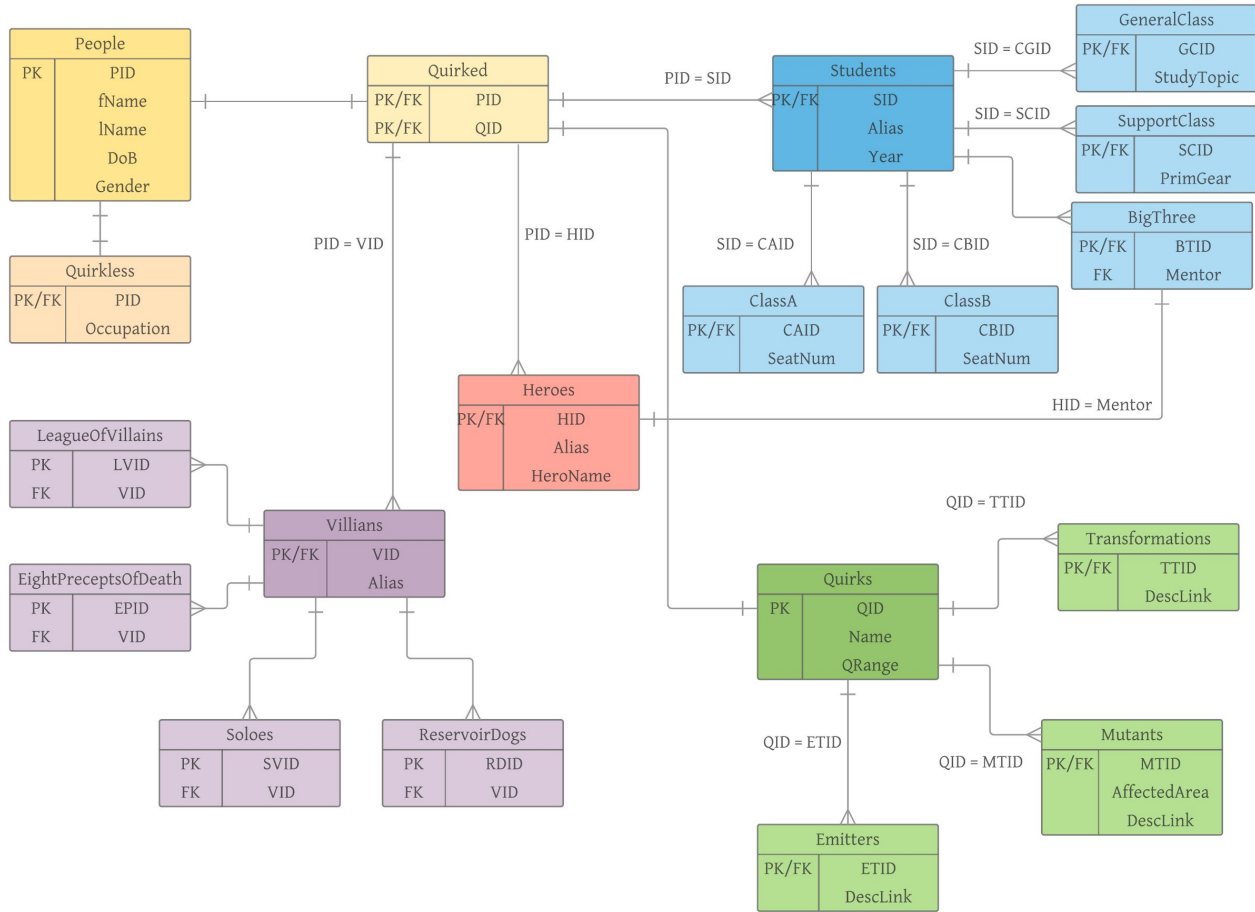 People
PK PID
fName
lName
DoB
Gender
Quirkless
PK/FK PID
Occupation
Quirked
PK/FK PID
PK/FK QID
PID = SID
Students
PK/FK SID
Alias
Year
SID = CGID
GeneralClass
PK/FK GCID
StudyTopic
SID = SCID
SupportClass
PK/FK SCID
PrimGear
BigThree
PK/FK BTID
FK Mentor
PID = VID
PID = HID
SID = CAID
SID = CBID
ClassA
PK/FK CAID
SeatNum
ClassB
PK/FK CBID
SeatNum
Heroes
PK/FK HID
Alias
HeroName
HID = Mentor
LeagueOfVillains
PK LVID
FK VID
Villians
PK/FK VID
Alias
EightPreceptsOfDeath
PK EPID
FK VID
Soloes
PK SVID
FK VID
ReservoirDogs
PK RDID
FK VID
QID = TTID
Transformations
PK/FK TTID
DescLink
Quirks
PK QID
Name
QRange
QID = ETID
QID = MTID
Mutants
PK/FK MTID
AffectedArea
DescLink
Emitters
PK/FK ETID
DescLink